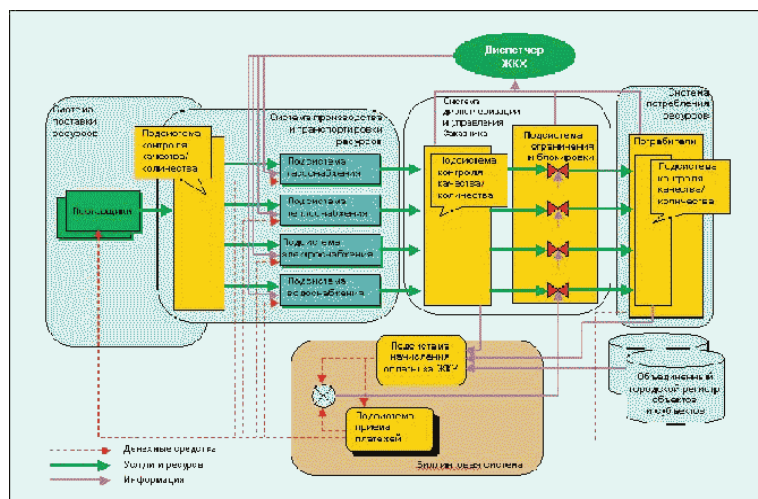 Диспетчер
ЖКХ
Система
поставки
ресурсов
Система производства
и транспортировки
ресурсов
Система
диспетчеризации
и управления
Заказчика
Система
потребления
ресурсов
Подсистема
контроля
качества/
количества
Подсистема
газоснабжения
Подсистема
теплоснабжения
Подсистема
электроснабжения
Подсистема
водоснабжения
Поставщики
Подсистема
контроля
качества/
количества
Подсистема
ограничения
и блокировки
Потребители
Подсистема
контроля
качества/
количества
Подсистема
начисления
оплаты за ЖКУ
Подсистема
приема
платежей
Биллинговая система
Объединенный
городской регистр
объектов
и субъектов
Денежные средства
Услуги и ресурсы
Информация